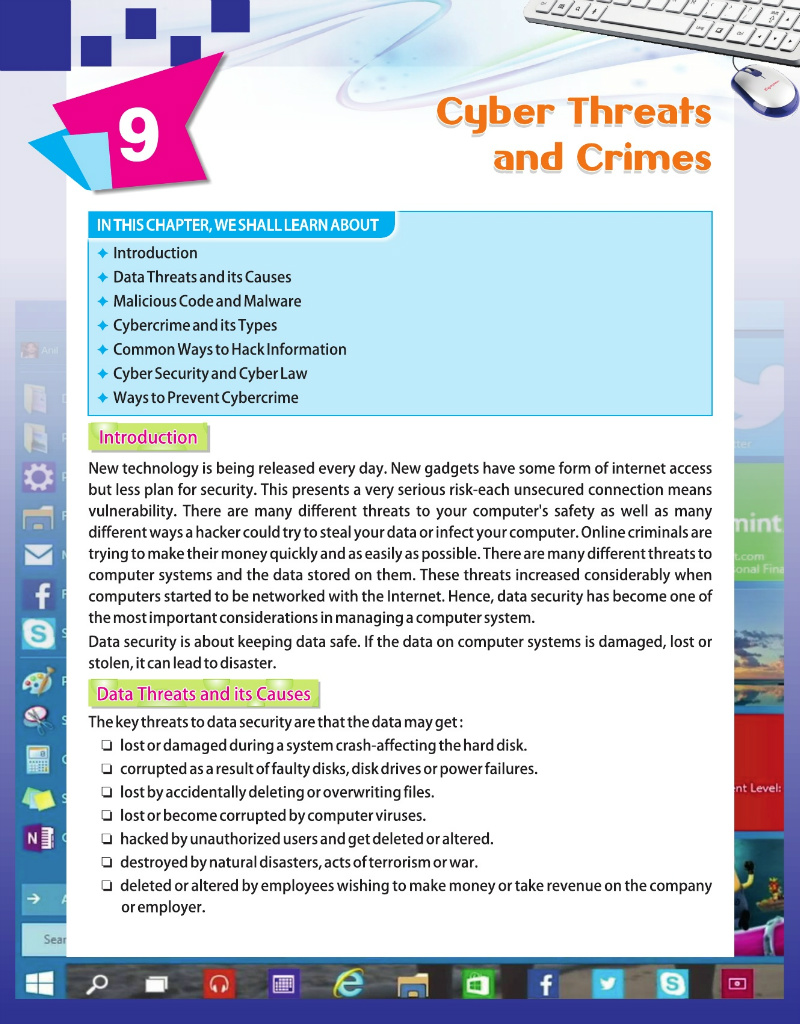 9
Cyber Threats
and Crimes
IN THIS CHAPTER, WE SHALL LEARN ABOUT
Introduction
Data Threats and its Causes
Malicious Code and Malware
Cybercrime and its Types
Common Ways to Hack Information
Cyber Security and Cyber Law
Ways to Prevent Cybercrime
Introduction
New technology is being released every day. New gadgets have some form of internet access
but less plan for security. This presents a very serious risk-each unsecured connection means
vulnerability. There are many different threats to your computer's safety as well as many
different ways a hacker could try to steal your data or infect your computer. Online criminals are
trying to make their money quickly and as easily as possible. There are many different threats to
computer systems and the data stored on them. These threats increased considerably when
computers started to be networked with the Internet. Hence, data security has become one of
the most important considerations in managing a computer system.
Data security is about keeping data safe. If the data on computer systems is damaged, lost or
stolen, it can lead to disaster.
Data Threats and its Causes
The key threats to data security are that the data may get :
lost or damaged during a system crash-affecting the hard disk.
corrupted as a result of faulty disks, disk drives or power failures.
lost by accidentally deleting or overwriting files.
lost or become corrupted by computer viruses.
hacked by unauthorized users and get deleted or altered.
destroyed by natural disasters, acts of terrorism or war.
deleted or altered by employees wishing to make money or take revenue on the company
or employer.
mint
.com
onal Fina
nt Level:
Sear